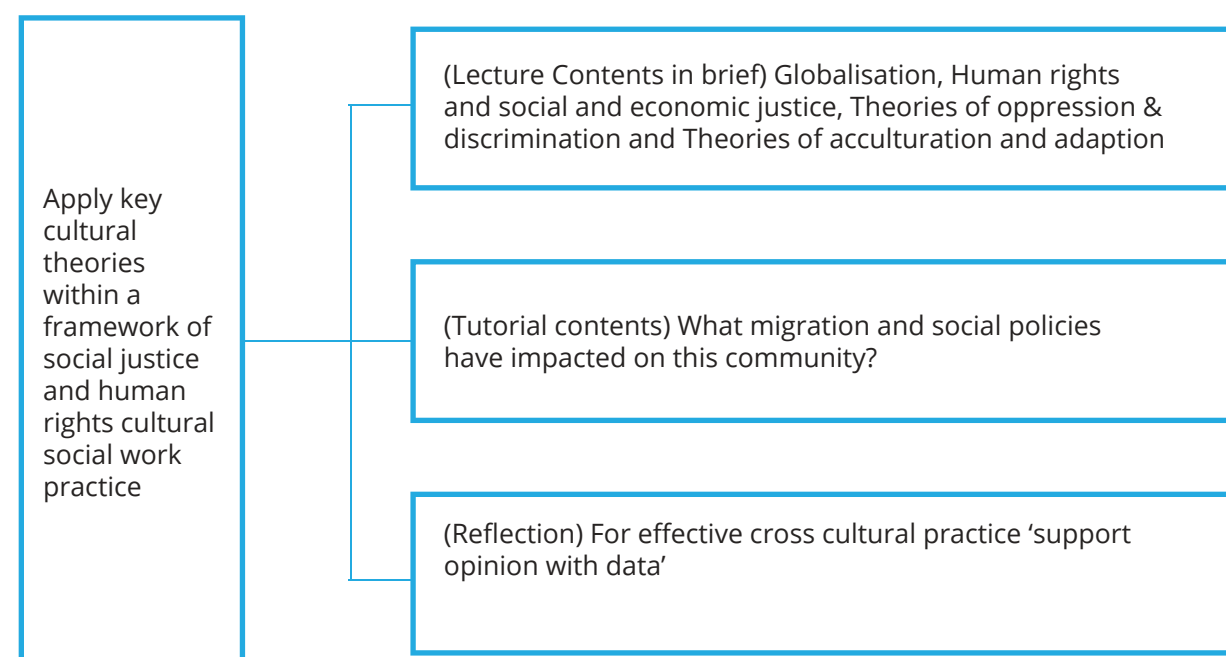 Apply key
cultural
theories
within a
framework of
social justice
and human
rights cultural
social work
practice
(Lecture Contents in brief) Globalisation, Human rights
and social and economic justice, Theories of oppression &
discrimination and Theories of acculturation and adaption
(Tutorial contents) What migration and social policies
have impacted on this community?
(Reflection) For effective cross cultural practice ‘support
opinion with data’